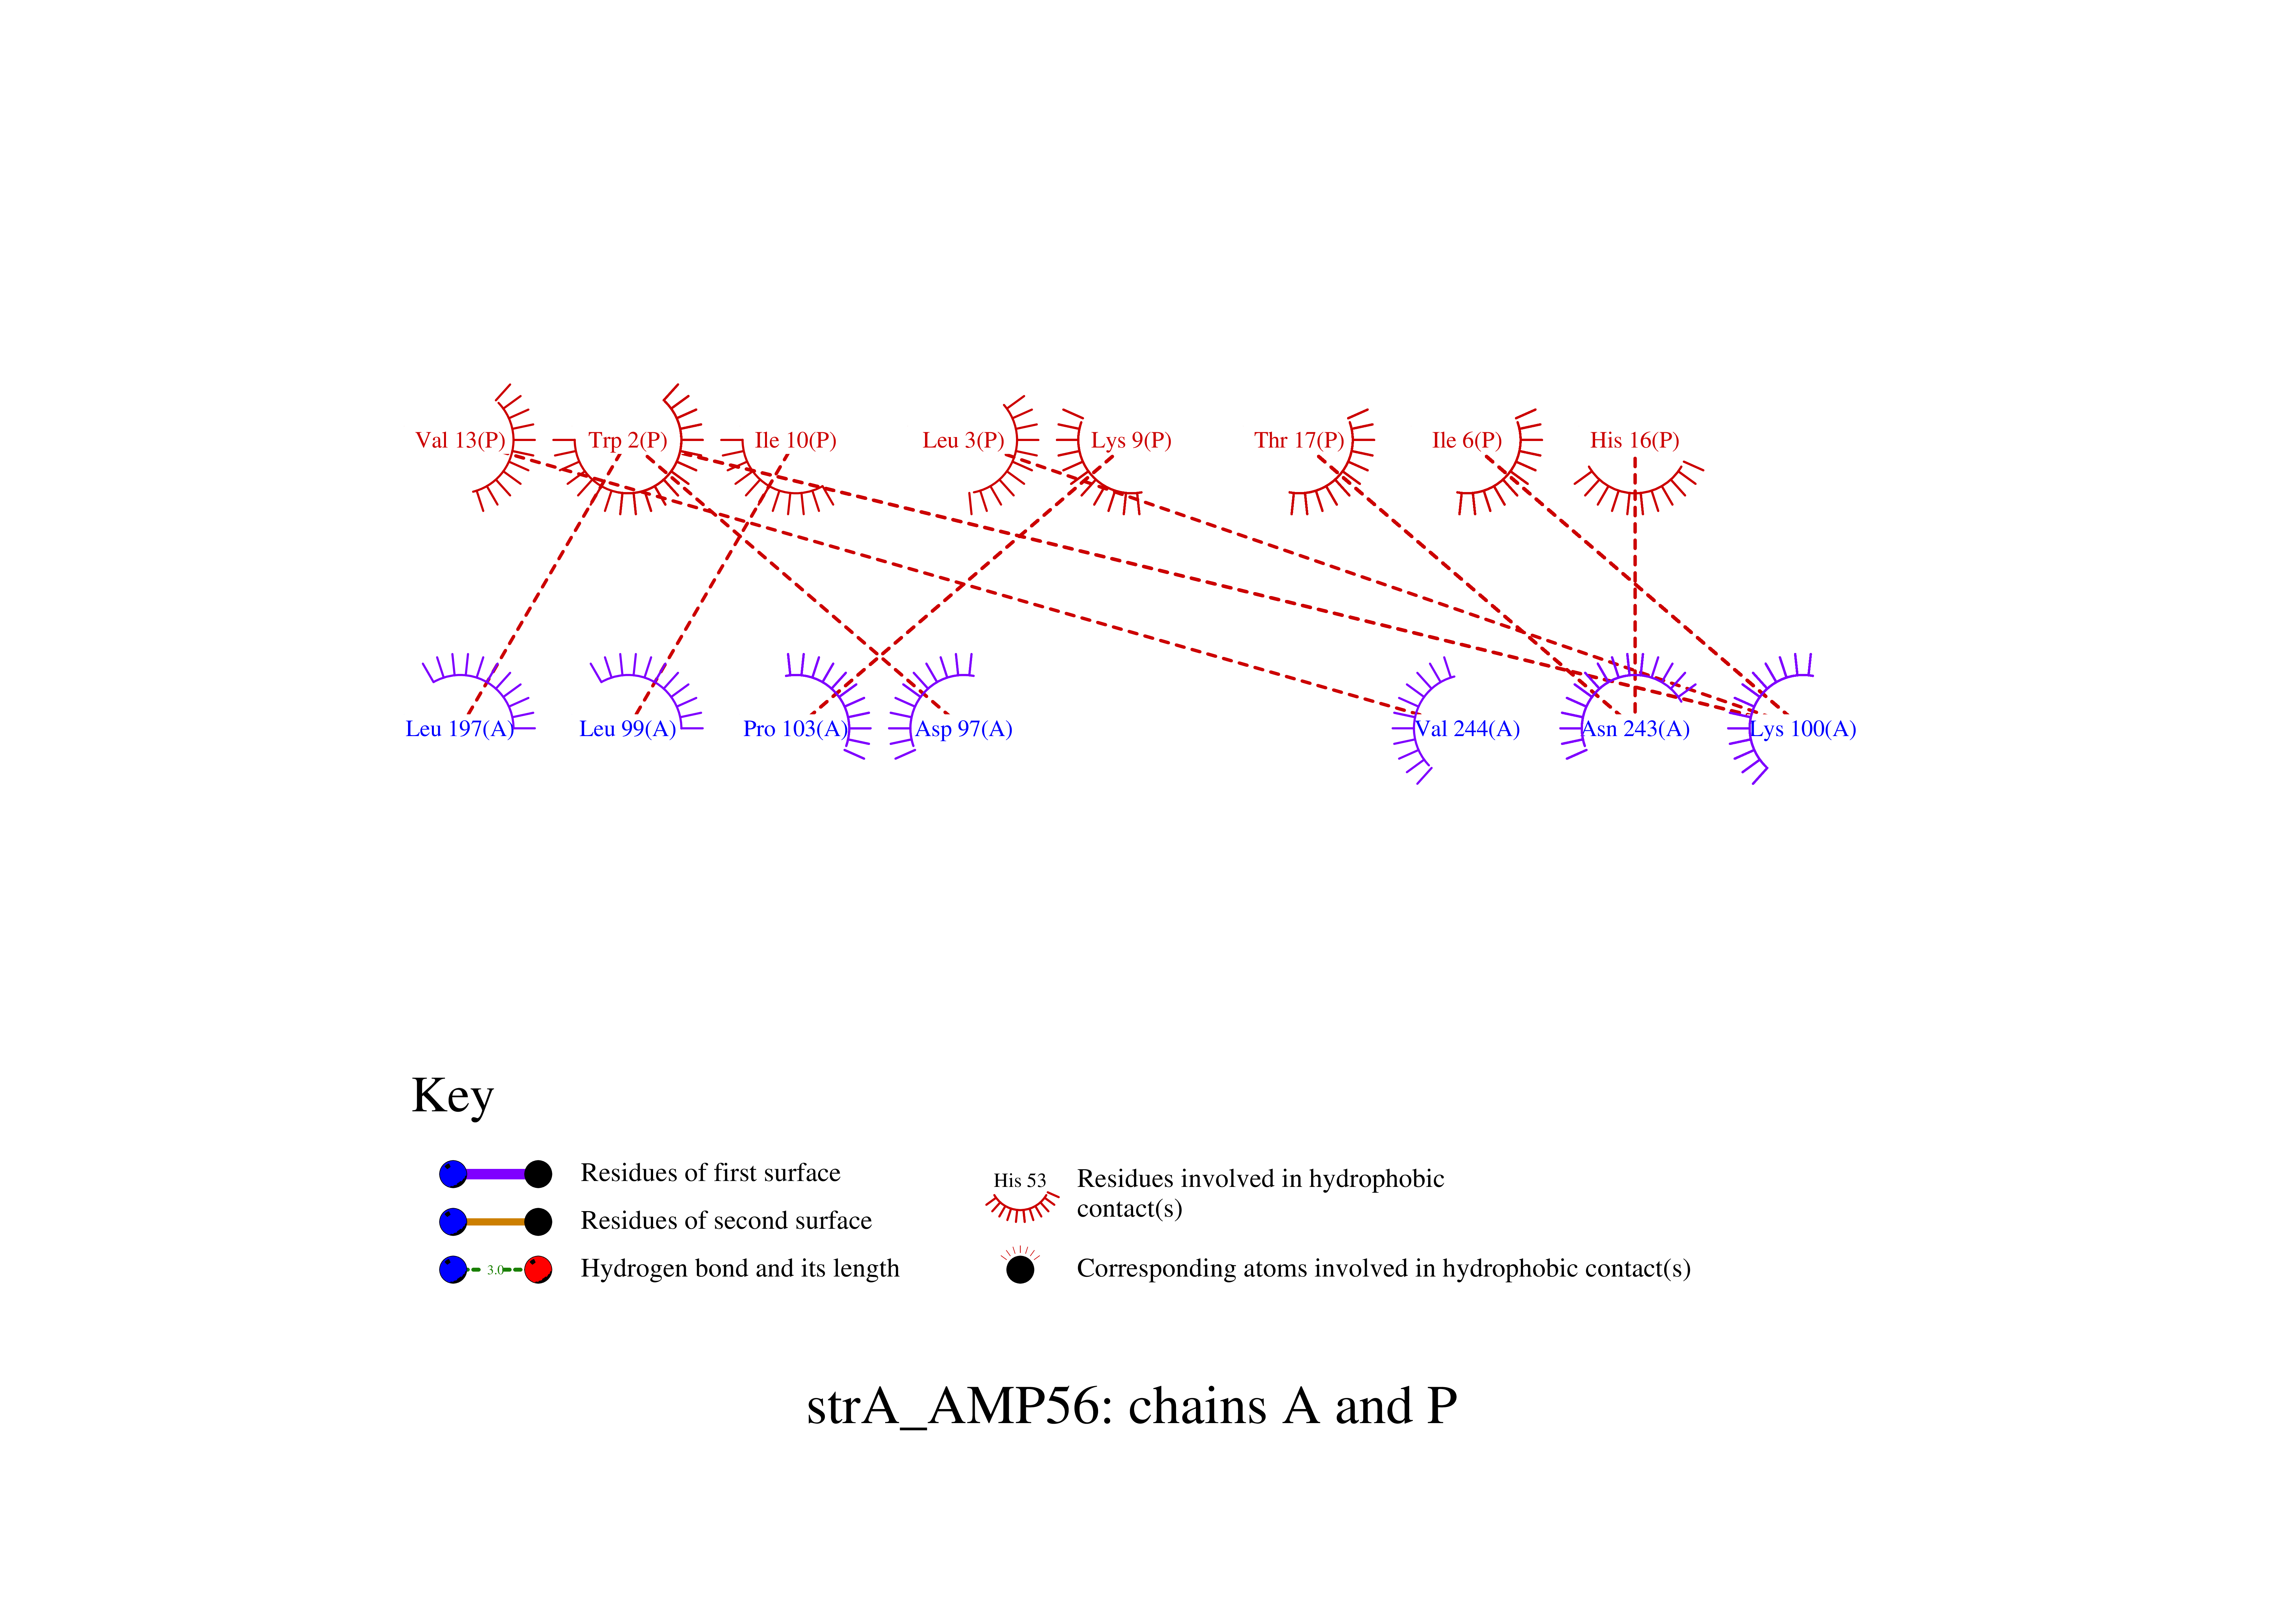 Val 13(P) Trp 2(P) Ile 10(P) Leu 3(P) Lys 9(P) Thr 17(P) Ile 6(P) His 16(P)
Leu 197(A) Leu 99(A) Pro 103(A) Asp 97(A) Val 244(A) Asn 243(A) Lys 100(A)
Key
Residues of first surface
Residues of second surface
3.0 Hydrogen bond and its length
His 53 Residues involved in hydrophobic
contact(s)
Corresponding atoms involved in hydrophobic contact(s)
strA_AMP56: chains A and P